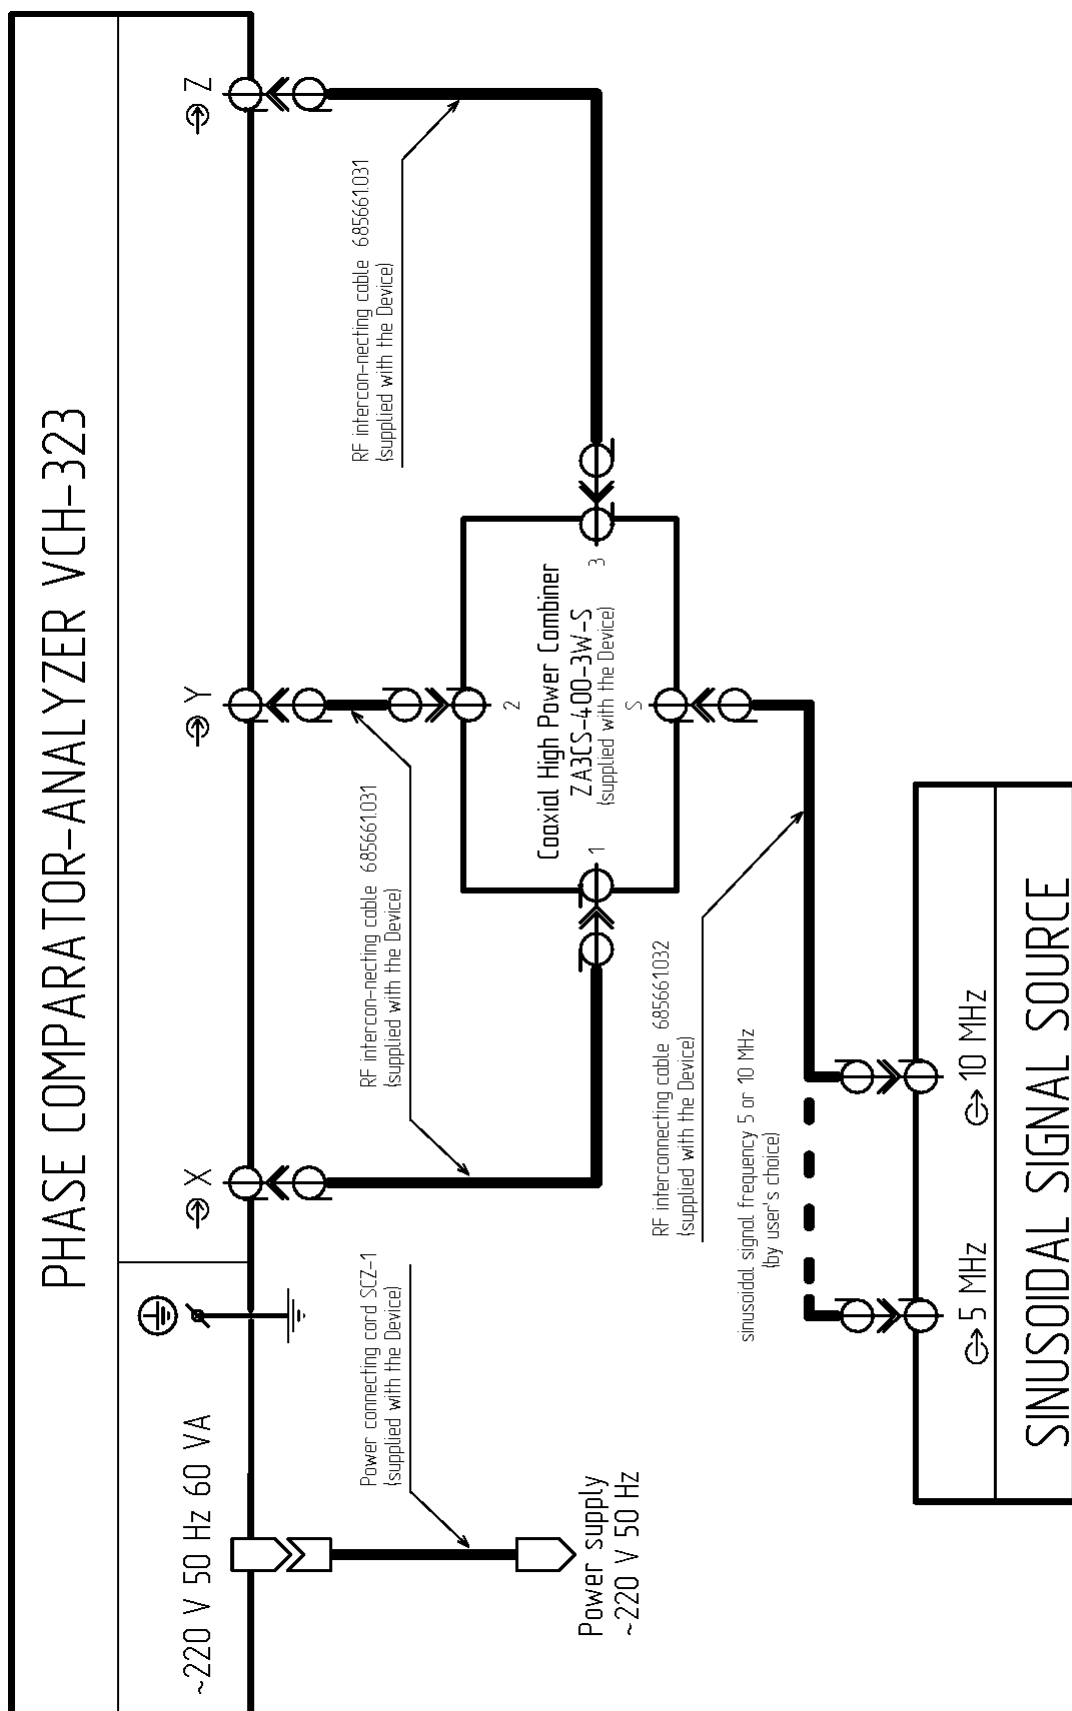 PHASE COMPARATOR-ANALYZER VCH-323
~220 V 50 Hz 60 VA
X
Y
Z
Power connecting cord SCZ-1
(supplied with the Device)
Power supply
~220 V 50 Hz
RF intercon-necting cable 685661.031
(supplied with the Device)
RF intercon-necting cable 685661.031
(supplied with the Device)
2
Coaxial High Power Combiner
ZA3CS-400-3W-S
(supplied with the Device)
1
3
S
RF interconnecting cable 685661.032
(supplied with the Device)
sinusoidal signal frequency 5 or 10 MHz
(by user's choice)
5 MHz
10 MHz
SINUSOIDAL SIGNAL SOURCE